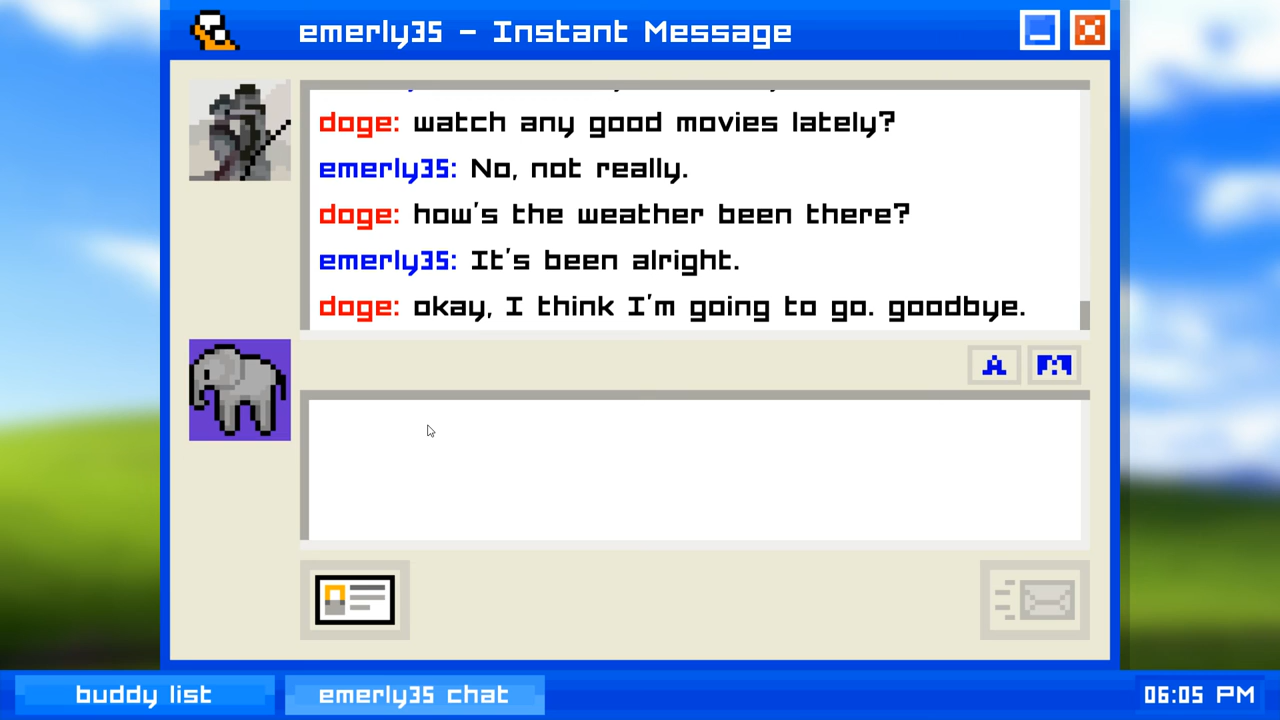 emerly35 - Instant Message
doge: watch any good movies lately?
emerly35: No, not really.
doge: how's the weather been there?
emerly35: It's been alright.
doge: okay, I think I'm going to go. goodbye.
A
buddy list
emerly35 chat
06:05 PM